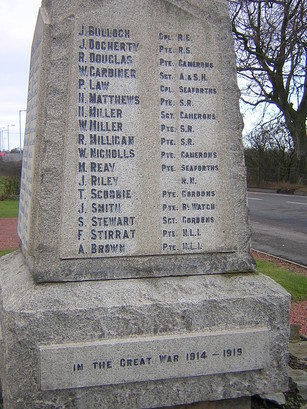 J. BULLOCH CPL. R.E.
J. DOCHERTY PTE. R.S.
R. DOUGLAS PTE. CAMERONS
W. GARDINER SGT. A & S.H.
P. LAW CPL. SEAFORTHS
H. MATTHEWS PTE. S.R.
H. MILLER SGT. CAMERONS
W. MILLER PTE. S.R.
R. MILLIGAN PTE. S.R.
W. NICHOLLS PTE. CAMERONS
H. REAY PTE. SEAFORTHS
J. RILEY R.N.
T. SCOBBIE PTE. GORDONS
J. SMITH PTE. BK WATCH
S. STEWART SGT. GORDONS
F. STIRRAT PTE. H.L.I.
A. BROWN PTE. H.L.I.
IN THE GREAT WAR 1914 - 1919